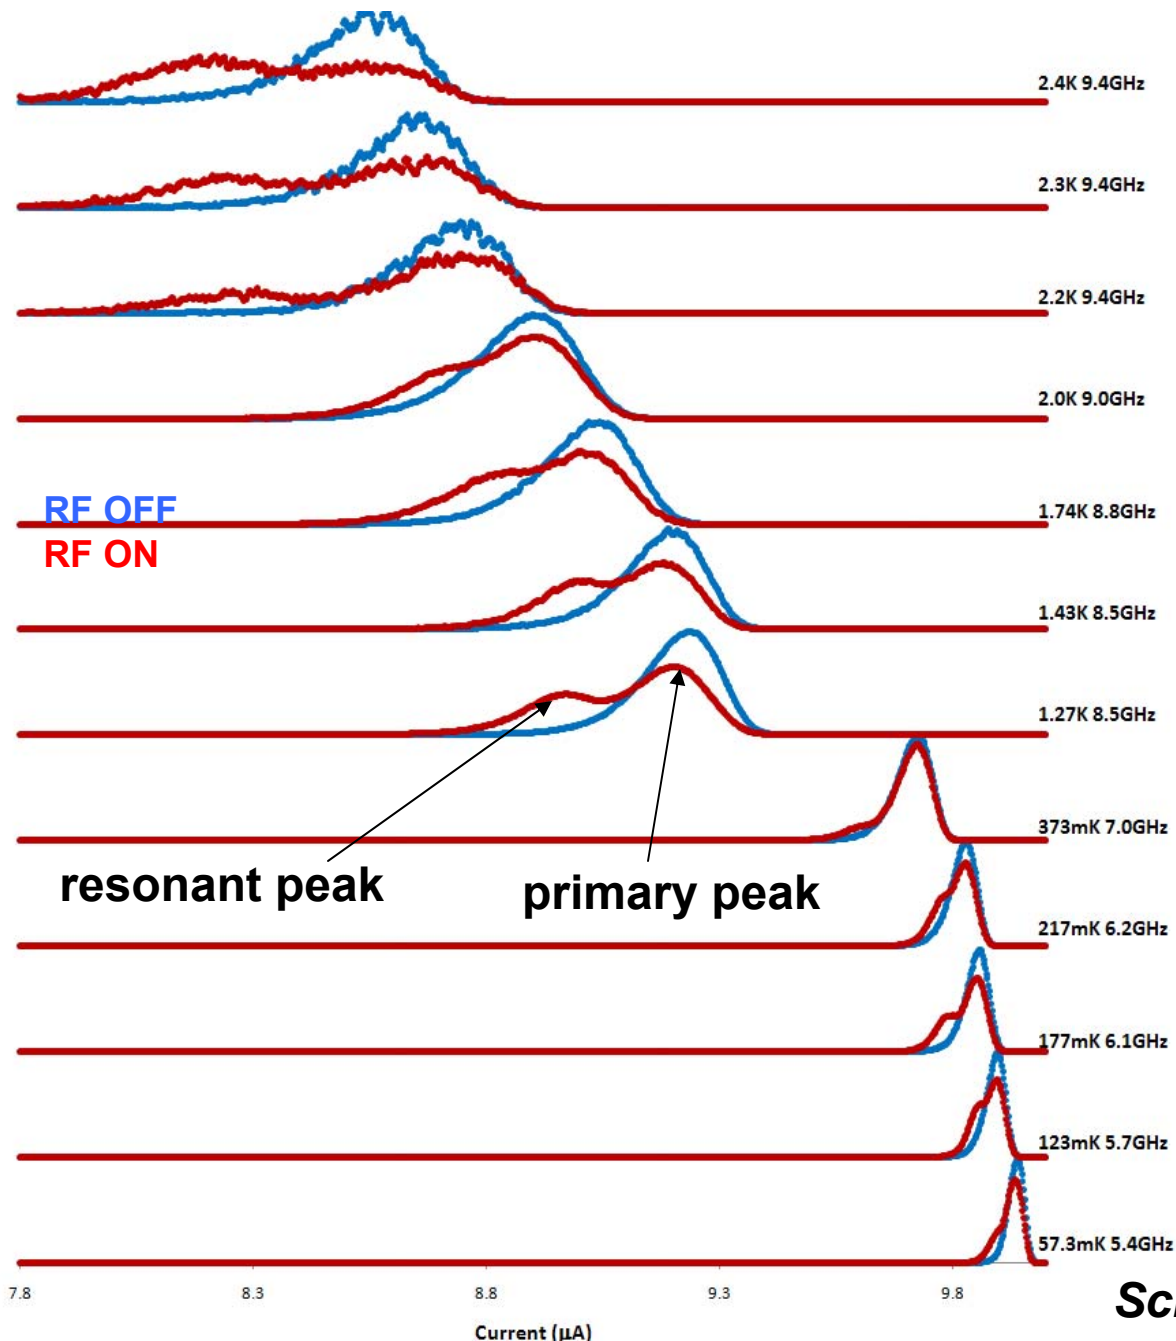 2.4K 9.4GHz
2.3K 9.4GHz
2.2K 9.4GHz
2.0K 9.0GHz
RF OFF
1.74K 8.8GHz
RF ON
1.43K 8.5GHz
1.27K 8.5GHz
373mK 7.0GHz
resonant peak
primary peak
217mK 6.2GHz
177mK 6.1GHz
123mK 5.7GHz
57.3mK 5.4GHz
7.8 8.3 8.8 9.3 9.8
Current (μA)